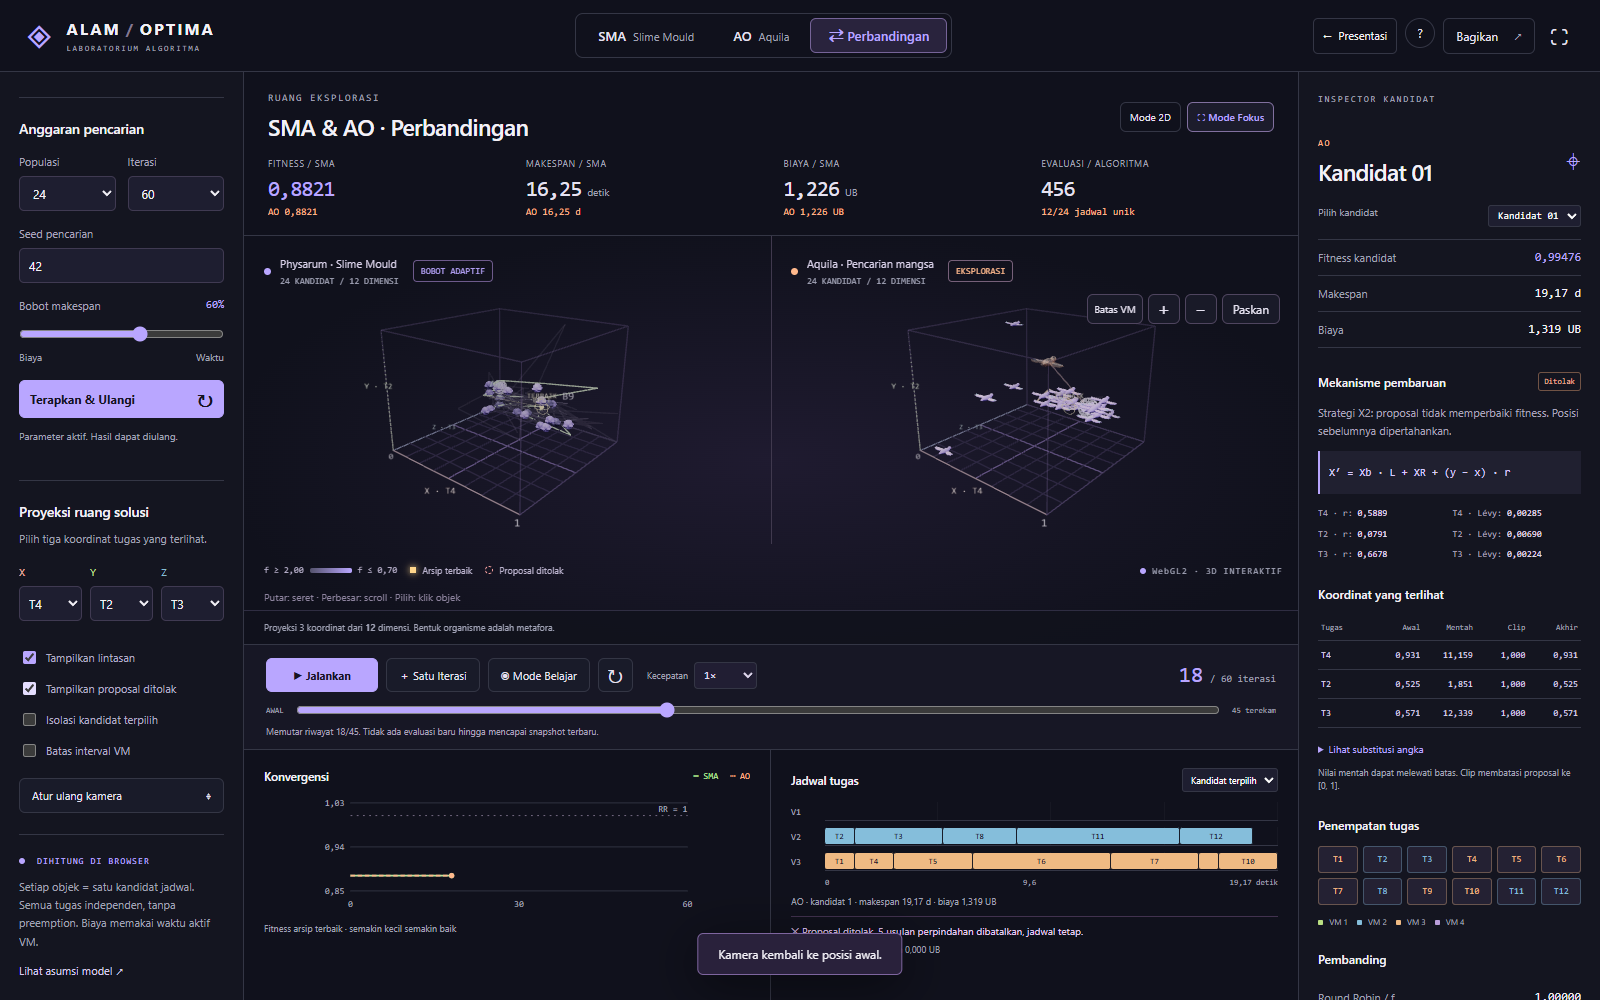 ALAM / OPTIMA
LABORATORIUM ALGORITMA
SMA Slime Mould
AO Aquila
⇄ Perbandingan
← Presentasi
?
Bagikan ↗
Anggaran pencarian
Populasi
Iterasi
24
60
Seed pencarian
42
Bobot makespan
60%
Biaya
Waktu
Terapkan & Ulangi ↻
Parameter aktif. Hasil dapat diulang.
Proyeksi ruang solusi
Pilih tiga koordinat tugas yang terlihat.
X
Y
Z
T4
T2
T3
Tampilkan lintasan
Tampilkan proposal ditolak
Isolasi kandidat terpilih
Batas interval VM
Atur ulang kamera
DIHITUNG DI BROWSER
Setiap objek = satu kandidat jadwal.
Semua tugas independen, tanpa
preemption. Biaya memakai waktu aktif
VM.
Lihat asumsi model ↗
RUANG EKSPLORASI
SMA & AO · Perbandingan
Mode 2D
Mode Fokus
FITNESS / SMA
0,8821
AO 0,8821
MAKESPAN / SMA
16,25 detik
AO 16,25 d
BIAYA / SMA
1,226 UB
AO 1,226 UB
EVALUASI / ALGORITMA
456
12/24 jadwal unik
Physarum · Slime Mould
24 KANDIDAT / 12 DIMENSI
BOBOT ADAPTIF
Y · T2
0
X · T4
1
Aquila · Pencarian mangsa
24 KANDIDAT / 12 DIMENSI
EKSPLORASI
Batas VM
+
−
Paskan
Y · T2
0
X · T4
1
f ≥ 2,00
f ≤ 0,70
Arsip terbaik
Proposal ditolak
WebGL2 · 3D INTERAKTIF
Putar: seret · Perbesar: scroll · Pilih: klik objek
Proyeksi 3 koordinat dari 12 dimensi. Bentuk organisme adalah metafora.
▶ Jalankan
+ Satu Iterasi
◉ Mode Belajar
↻
Kecepatan
1×
18 / 60 iterasi
AWAL
45 terekam
Memutar riwayat 18/45. Tidak ada evaluasi baru hingga mencapai snapshot terbaru.
Konvergensi
SMA
AO
1,03
RR = 1
0,94
0,85
0
30
60
Fitness arsip terbaik · semakin kecil semakin baik
Jadwal tugas
Kandidat terpilih
V1
V2
T2
T3
T8
T11
T12
V3
T1
T4
T5
T6
T7
T10
0
9,6
19,17 detik
AO · kandidat 1 · makespan 19,17 d · biaya 1,319 UB
✕ Proposal ditolak. 5 usulan perpindahan dibatalkan, jadwal tetap.
0,000 UB
Kamera kembali ke posisi awal.
INSPECTOR KANDIDAT
AO
Kandidat 01
Pilih kandidat
Kandidat 01
Fitness kandidat
0,99476
Makespan
19,17 d
Biaya
1,319 UB
Mekanisme pembaruan
Ditolak
Strategi X2: proposal tidak memperbaiki fitness. Posisi
sebelumnya dipertahankan.
X′ = Xb · L + XR + (y − x) · r
T4 · r: 0,5889
T4 · Lévy: 0,00285
T2 · r: 0,0791
T2 · Lévy: 0,00690
T3 · r: 0,6678
T3 · Lévy: 0,00224
Koordinat yang terlihat
Tugas Awal Mentah Clip Akhir
T4 0,931 11,159 1,000 0,931
T2 0,525 1,851 1,000 0,525
T3 0,571 12,339 1,000 0,571
▶ Lihat substitusi angka
Nilai mentah dapat melewati batas. Clip membatasi proposal ke
[0, 1].
Penempatan tugas
T1 T2 T3 T4 T5 T6
T7 T8 T9 T10 T11 T12
VM 1
VM 2
VM 3
VM 4
Pembanding
Round Robin / f
1,00000